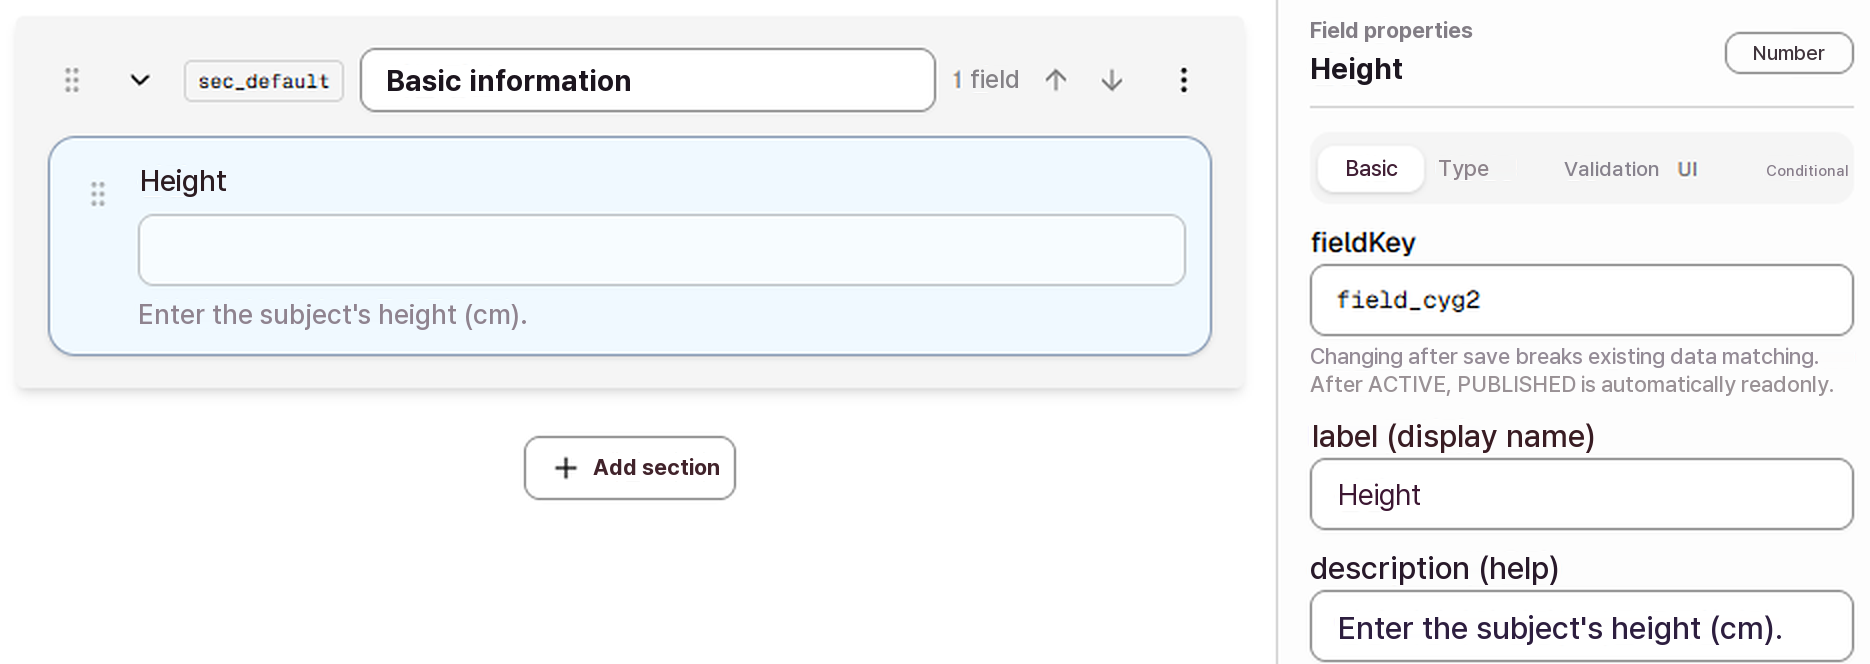 sec_default
Basic information
1 field
Height
Enter the subject's height (cm).
Add section
Field properties
Height
Number
Basic
Type
Validation
UI
Conditional
fieldKey
field_cyg2
Changing after save breaks existing data matching.
After ACTIVE, PUBLISHED is automatically readonly.
label (display name)
Height
description (help)
Enter the subject's height (cm).